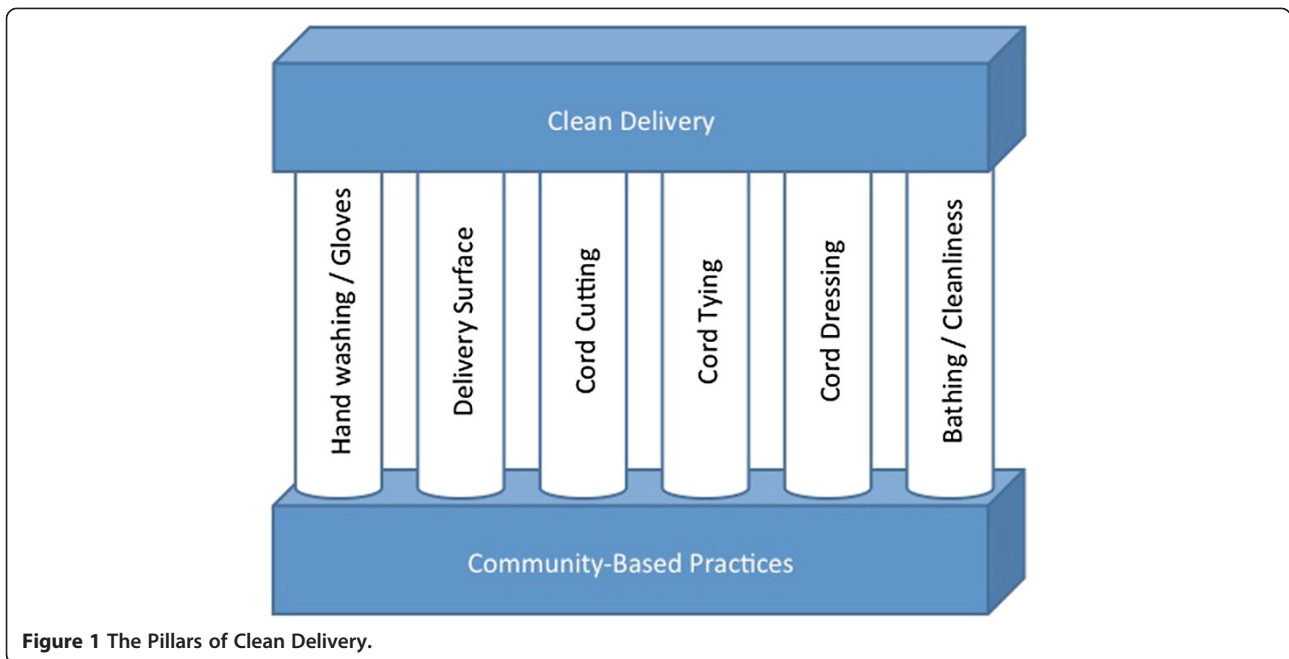 Clean Delivery
Hand washing / Gloves
Delivery Surface
Cord Cutting
Cord Tying
Cord Dressing
Bathing / Cleanliness
Community-Based Practices
Figure 1 The Pillars of Clean Delivery.